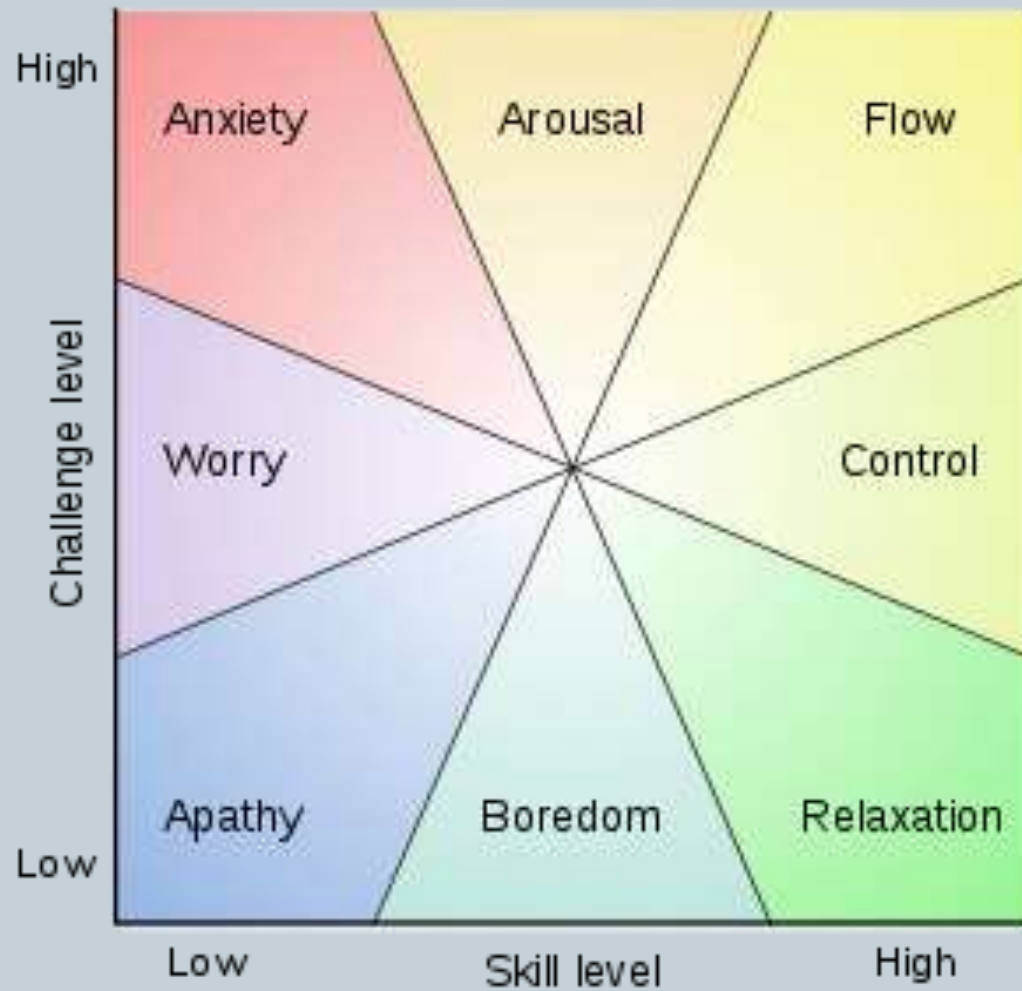 High
Anxiety
Arousal
Flow
Challenge level
Worry
Control
Apathy
Boredom
Relaxation
Low
Low
Skill level
High